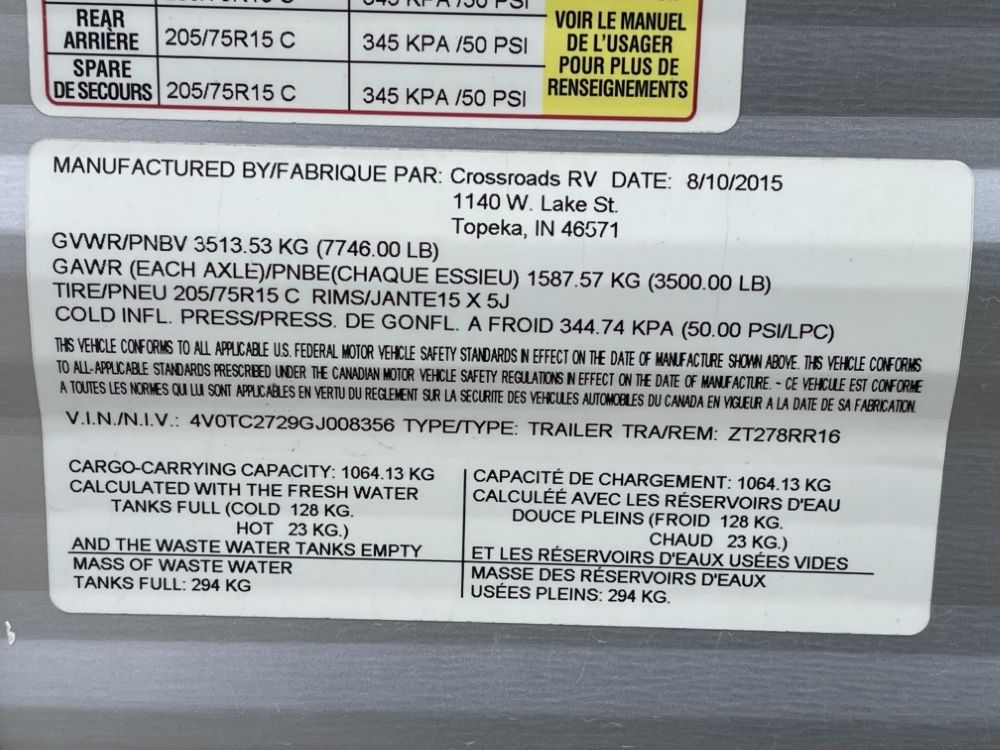 345 KPA /50 PSI
REAR
ARRIÈRE 205/75R15 C 345 KPA /50 PSI
SPARE
DE SECOURS 205/75R15 C 345 KPA /50 PSI
VOIR LE MANUEL
DE L'USAGER
POUR PLUS DE
RENSEIGNEMENTS
MANUFACTURED BY/FABRIQUE PAR: Crossroads RV DATE: 8/10/2015
1140 W. Lake St.
Topeka, IN 46571
GVWR/PNBV 3513.53 KG (7746.00 LB)
GAWR (EACH AXLE)/PNBE(CHAQUE ESSIEU) 1587.57 KG (3500.00 LB)
TIRE/PNEU 205/75R15 C RIMS/JANTE15 X 5J
COLD INFL. PRESS/PRESS. DE GONFL. A FROID 344.74 KPA (50.00 PSI/LPC)
THIS VEHICLE CONFORMS TO ALL APPLICABLE U.S. FEDERAL MOTOR VEHICLE SAFETY STANDARDS IN EFFECT ON THE DATE OF MANUFACTURE SHOWN ABOVE. THIS VEHICLE CONFORMS
TO ALL-APPLICABLE STANDARDS PRESCRIBED UNDER THE CANADIAN MOTOR VEHICLE SAFETY REGULATIONS IN EFFECT ON THE DATE OF MANUFACTURE. - CE VEHICULE EST CONFORME
A TOUTES LES NORMES QUI LUI SONT APPLICABLES EN VERTU DU REGLEMENT SUR LA SECURITE DES VEHICULES AUTOMOBILES DU CANADA EN VIGUEUR A LA DATE DE SA FABRICATION.
V.I.N./N.I.V.: 4V0TC2729GJ008356 TYPE/TYPE: TRAILER TRA/REM: ZT278RR16
CARGO-CARRYING CAPACITY: 1064.13 KG
CALCULATED WITH THE FRESH WATER
TANKS FULL (COLD 128 KG.
HOT 23 KG.)
AND THE WASTE WATER TANKS EMPTY
MASS OF WASTE WATER
TANKS FULL: 294 KG
CAPACITÉ DE CHARGEMENT: 1064.13 KG
CALCULÉE AVEC LES RÉSERVOIRS D'EAU
DOUCE PLEINS (FROID 128 KG.
CHAUD 23 KG.)
ET LES RÉSERVOIRS D'EAUX USÉES VIDES
MASSE DES RÉSERVOIRS D'EAUX
USÉES PLEINS: 294 KG.